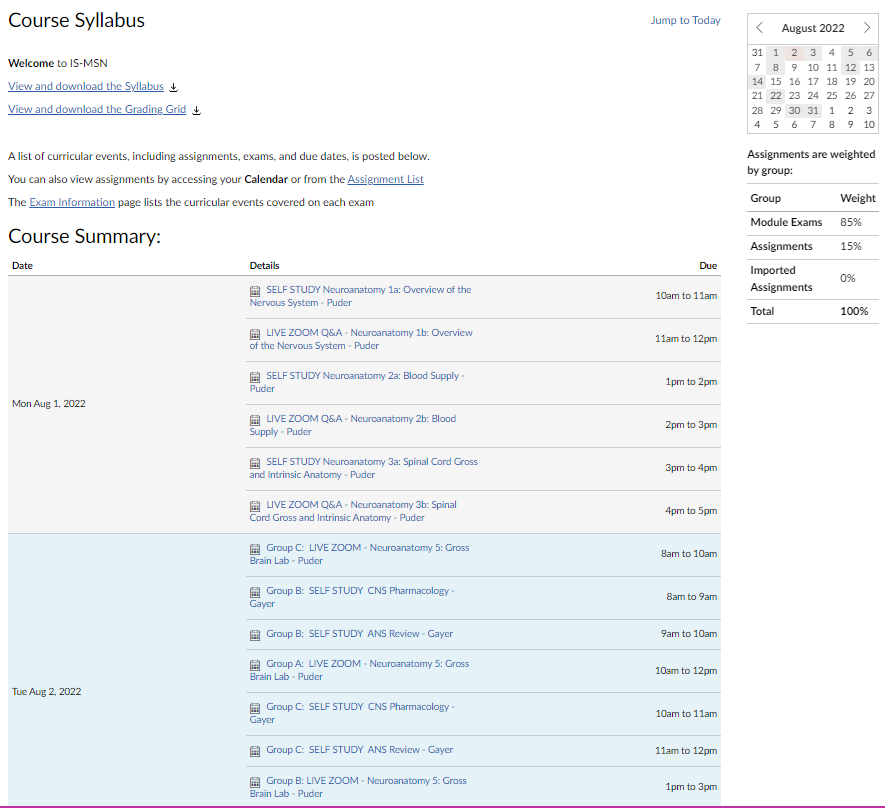 Course Syllabus
Jump to Today
Welcome to IS-MSN
View and download the Syllabus
View and download the Grading Grid
A list of curricular events, including assignments, exams, and due dates, is posted below.
You can also view assignments by accessing your Calendar or from the Assignment List
The Exam Information page lists the curricular events covered on each exam
Course Summary:
Date Details Due
Mon Aug 1, 2022
SELF STUDY Neuroanatomy 1a: Overview of the
Nervous System - Puder
10am to 11am
LIVE ZOOM Q&A - Neuroanatomy 1b: Overview
of the Nervous System - Puder
11am to 12pm
SELF STUDY Neuroanatomy 2a: Blood Supply -
Puder
1pm to 2pm
LIVE ZOOM Q&A - Neuroanatomy 2b: Blood
Supply - Puder
2pm to 3pm
SELF STUDY Neuroanatomy 3a: Spinal Cord Gross
and Intrinsic Anatomy - Puder
3pm to 4pm
LIVE ZOOM Q&A - Neuroanatomy 3b: Spinal
Cord Gross and Intrinsic Anatomy - Puder
4pm to 5pm
Tue Aug 2, 2022
Group C: LIVE ZOOM - Neuroanatomy 5: Gross
Brain Lab - Puder
8am to 10am
Group B: SELF STUDY CNS Pharmacology -
Gayer
8am to 9am
Group B: SELF STUDY ANS Review - Gayer
9am to 10am
Group A: LIVE ZOOM - Neuroanatomy 5: Gross
Brain Lab - Puder
10am to 12pm
Group C: SELF STUDY CNS Pharmacology -
Gayer
10am to 11am
Group C: SELF STUDY ANS Review - Gayer
11am to 12pm
Group B: LIVE ZOOM - Neuroanatomy 5: Gross
Brain Lab - Puder
1pm to 3pm
August 2022
31 1 2 3 4 5 6
7 8 9 10 11 12 13
14 15 16 17 18 19 20
21 22 23 24 25 26 27
28 29 30 31 1 2 3
4 5 6 7 8 9 10
Assignments are weighted
by group:
Group Weight
Module Exams 85%
Assignments 15%
Imported
Assignments
0%
Total 100%